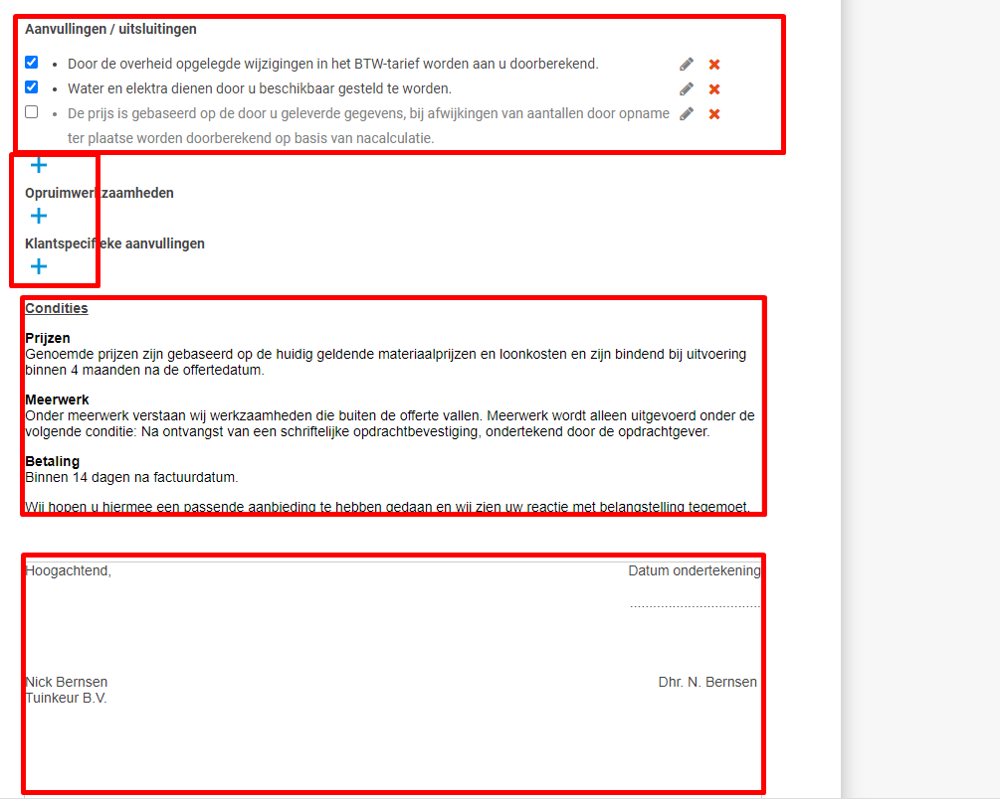 Aanvullingen / uitsluitingen
• Door de overheid opgelegde wijzigingen in het BTW-tarief worden aan u doorberekend.
• Water en elektra dienen door u beschikbaar gesteld te worden.
• De prijs is gebaseerd op de door u geleverde gegevens, bij afwijkingen van aantallen door opname
ter plaatse worden doorberekend op basis van nacalculatie.
Opruimwerkzaamheden
Klantspecifieke aanvullingen
Condities
Prijzen
Genoemde prijzen zijn gebaseerd op de huidig geldende materiaalprijzen en loonkosten en zijn bindend bij uitvoering
binnen 4 maanden na de offertedatum.
Meerwerk
Onder meerwerk verstaan wij werkzaamheden die buiten de offerte vallen. Meerwerk wordt alleen uitgevoerd onder de
volgende conditie: Na ontvangst van een schriftelijke opdrachtbevestiging, ondertekend door de opdrachtgever.
Betaling
Binnen 14 dagen na factuurdatum.
Wij hopen u hiermee een passende aanbieding te hebben gedaan en wij zien uw reactie met belangstelling tegemoet.
Hoogachtend, Datum ondertekening
..................................
Nick Bernsen Dhr. N. Bernsen
Tuinkeur B.V.